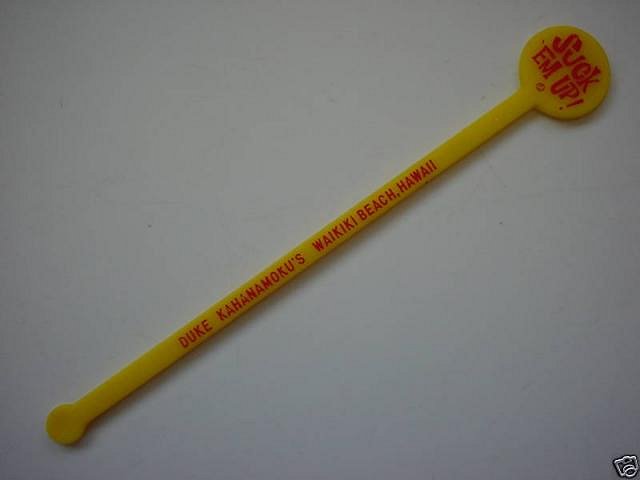 SUCK
'EM UP!
DUKE KAHANAMOKU'S WAIKIKI BEACH, HAWAII